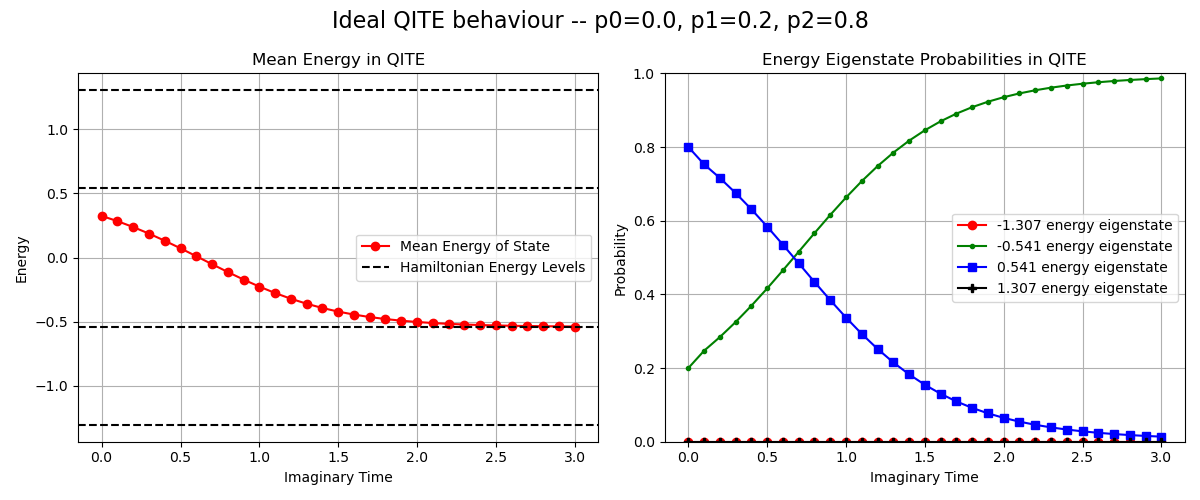 Ideal QITE behaviour -- p0=0.0, p1=0.2, p2=0.8
Mean Energy in QITE
Energy
1.0
0.5
0.0
−0.5
−1.0
Mean Energy of State
Hamiltonian Energy Levels
0.0 0.5 1.0 1.5 2.0 2.5 3.0
Imaginary Time
Energy Eigenstate Probabilities in QITE
Probability
1.0
0.8
0.6
0.4
0.2
0.0
-1.307 energy eigenstate
-0.541 energy eigenstate
0.541 energy eigenstate
1.307 energy eigenstate
0.0 0.5 1.0 1.5 2.0 2.5 3.0
Imaginary Time